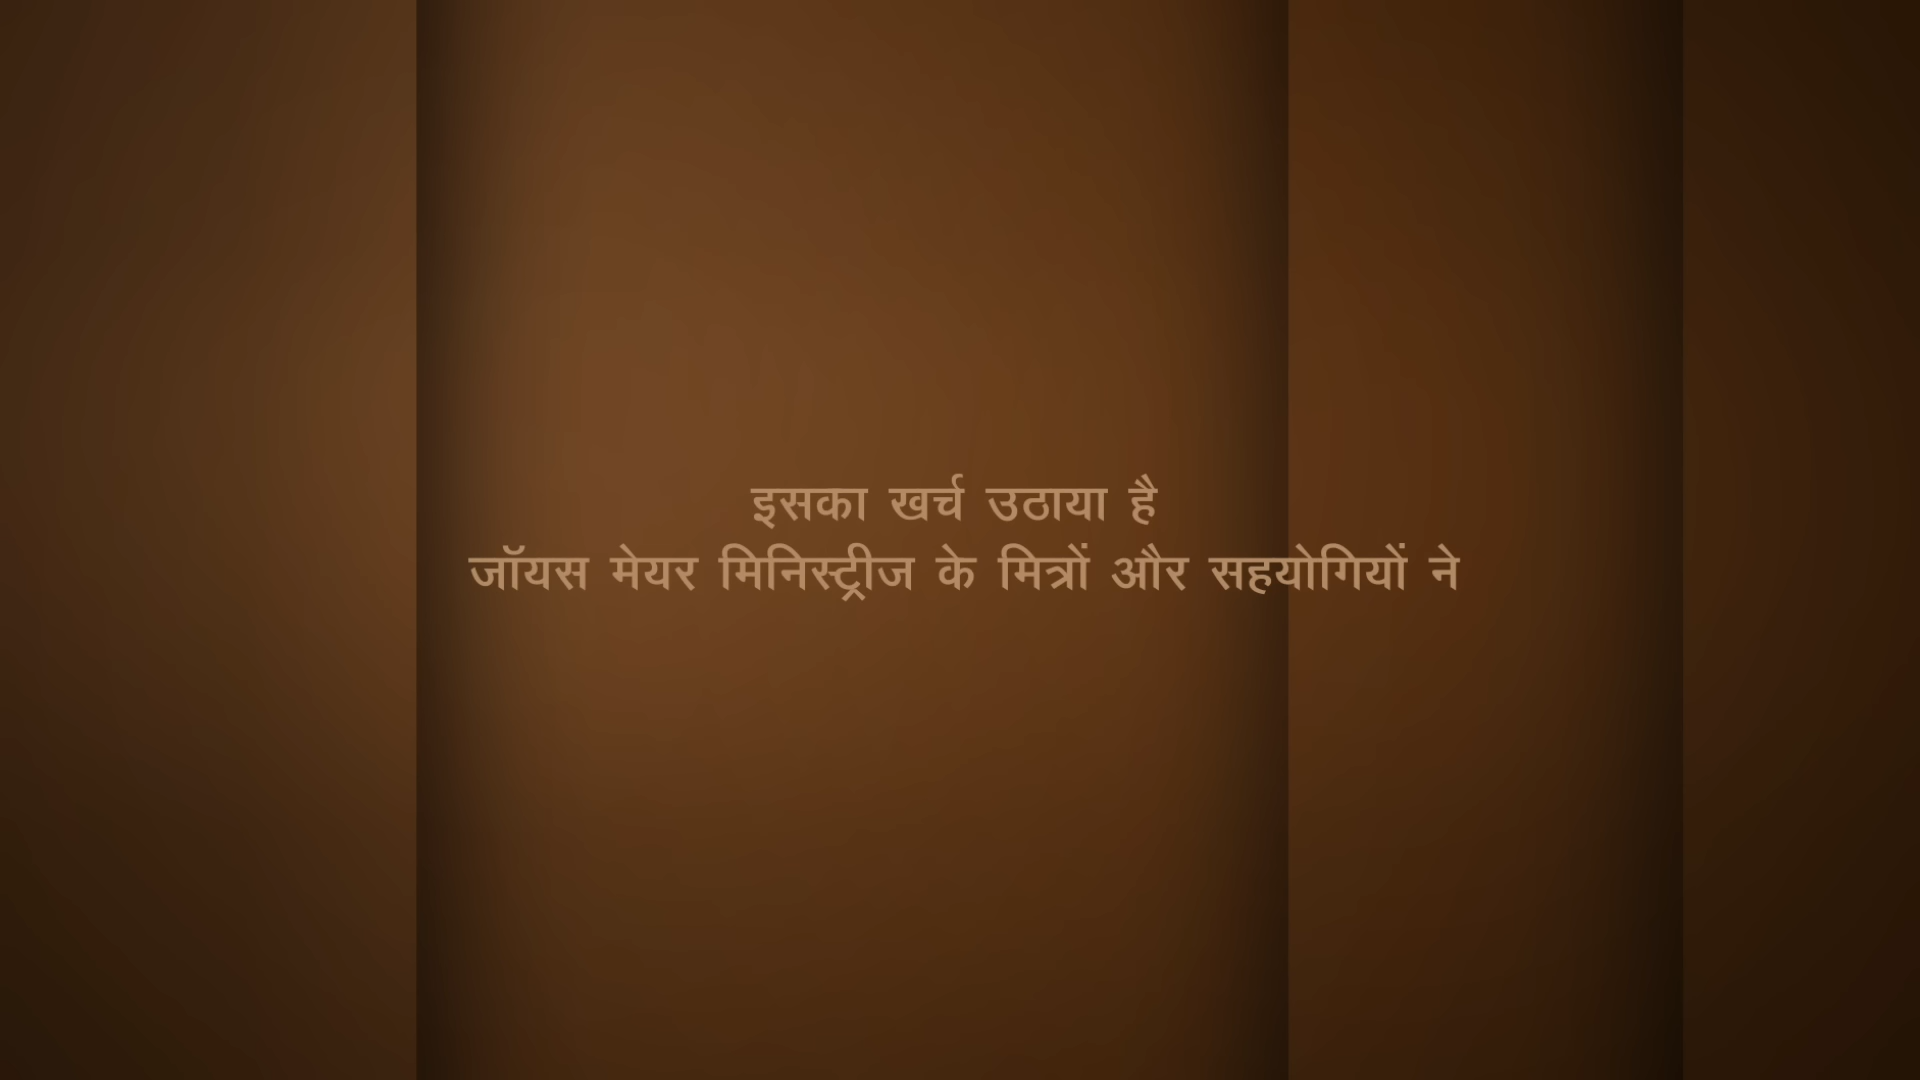 इसका खर्च उठाया है
जॉयस मेयर मिनिस्ट्रीज के मित्रों और सहयोगियों ने